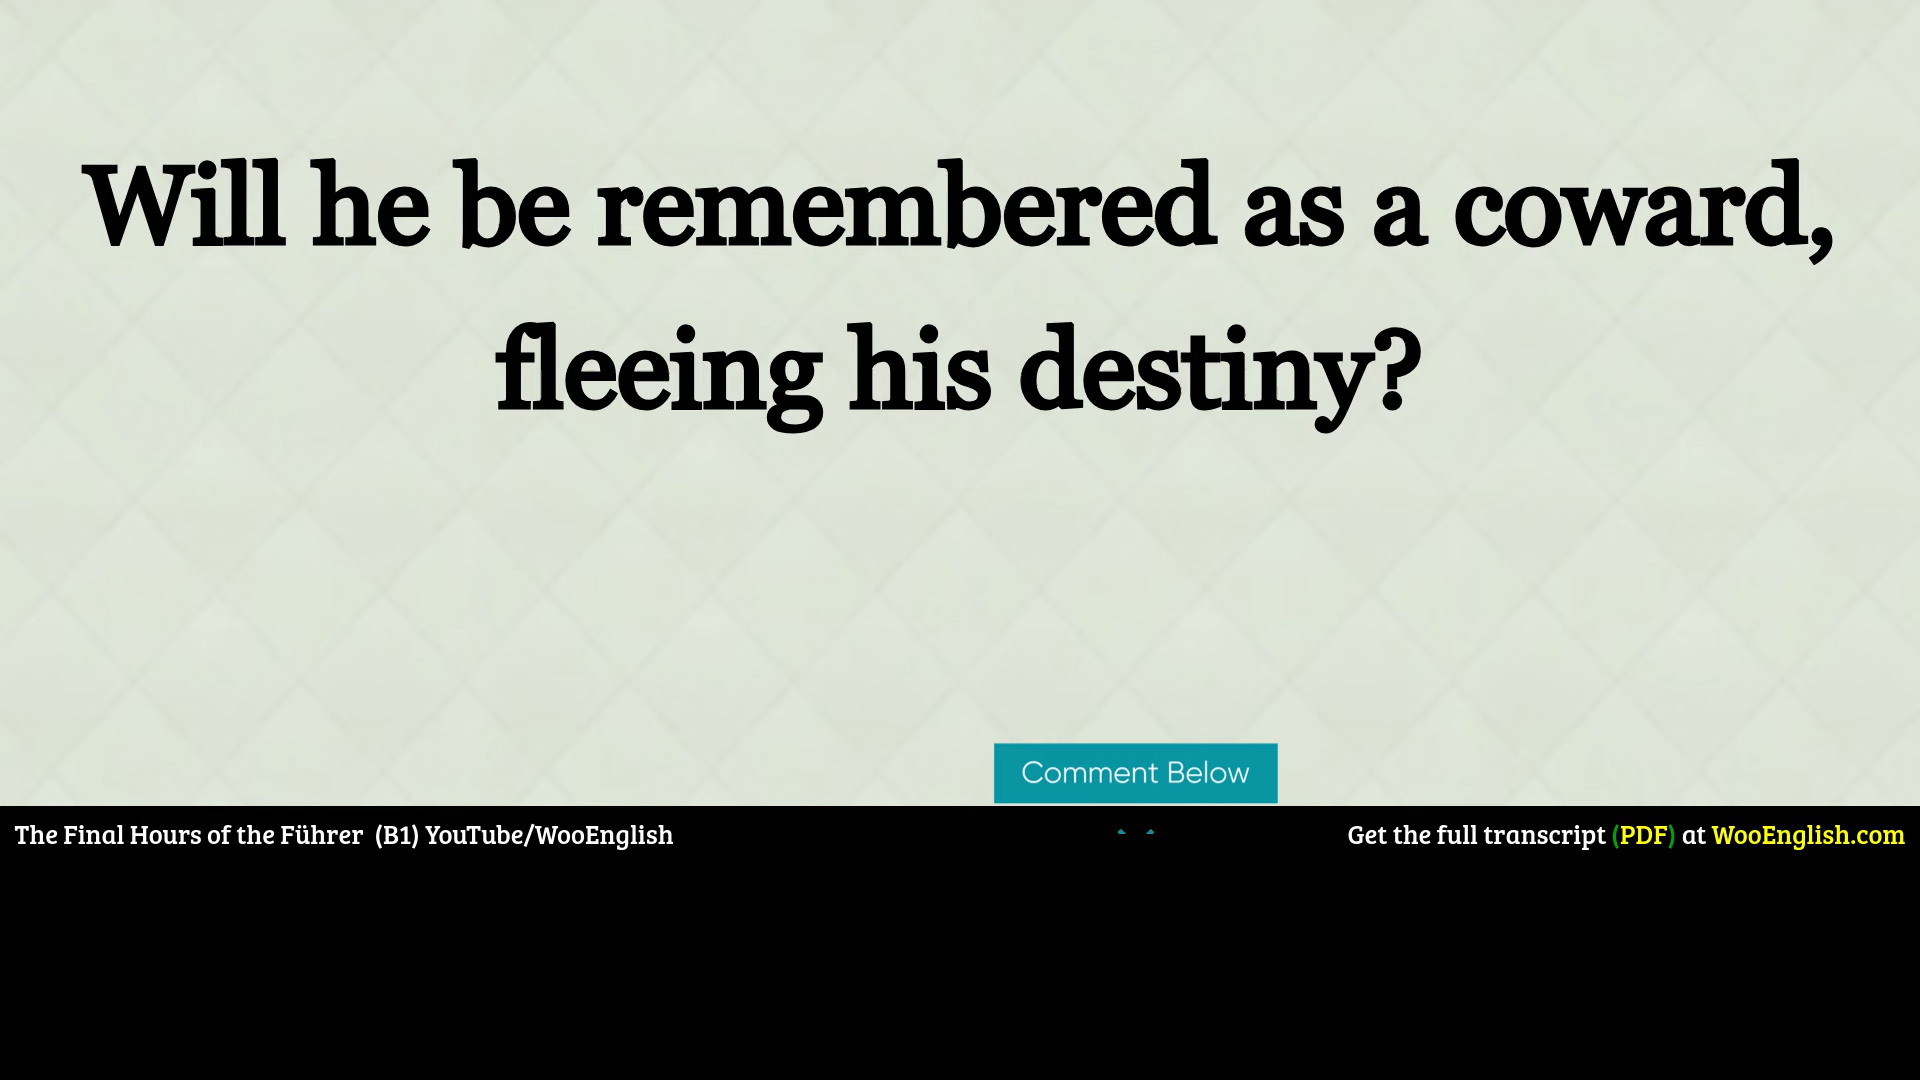 Will he be remembered as a coward,
fleeing his destiny?
Comment Below
The Final Hours of the Führer (B1) YouTube/WooEnglish
Get the full transcript (PDF) at WooEnglish.com